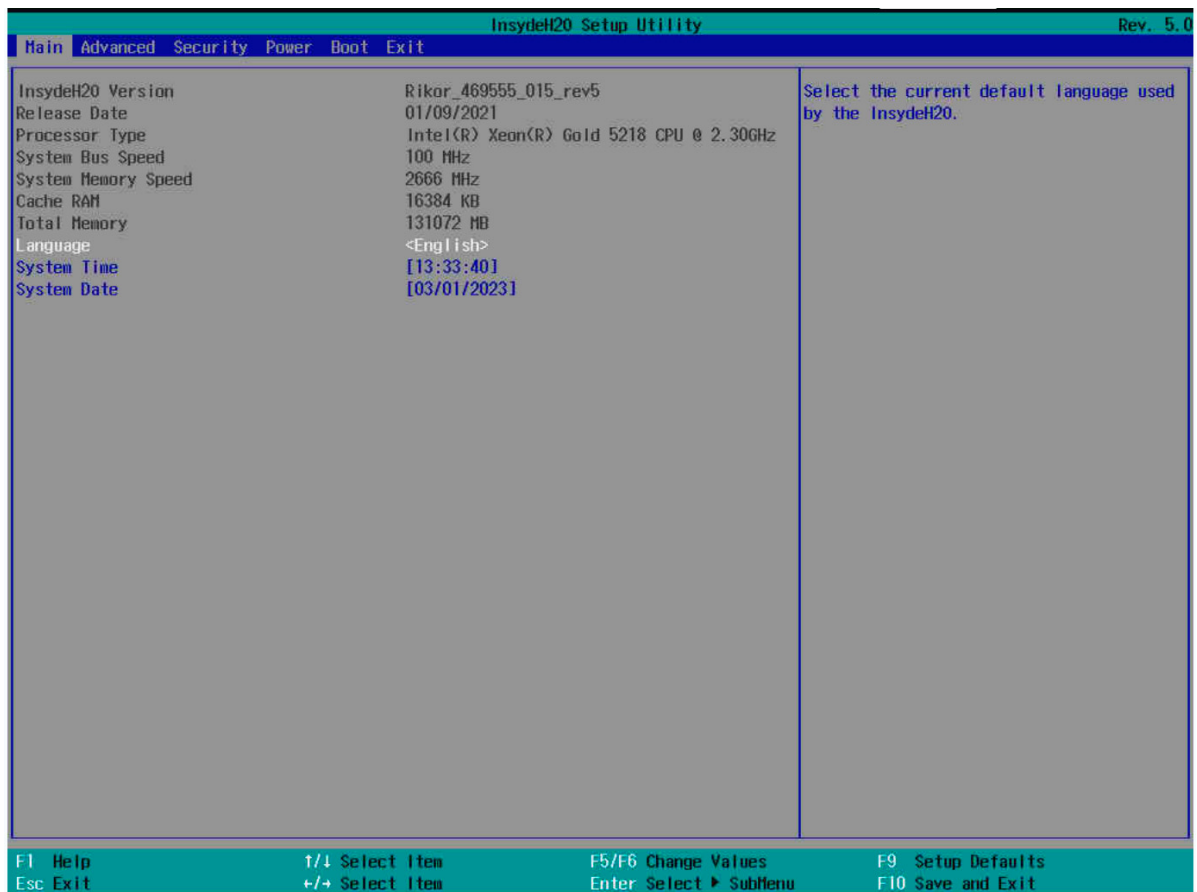 InsydeH20 Setup Utility Rev. 5.0
Main Advanced Security Power Boot Exit
InsydeH20 Version Rikor_469555_015_rev5
Release Date 01/09/2021
Processor Type Intel(R) Xeon(R) Gold 5218 CPU @ 2.30GHz
System Bus Speed 100 MHz
System Memory Speed 2666 MHz
Cache RAM 16384 KB
Total Memory 131072 MB
Language <English>
System Time [13:33:40]
System Date [03/01/2023]
Select the current default language used
by the InsydeH20.
F1 Help ↑/↓ Select Item F5/F6 Change Values F9 Setup Defaults
Esc Exit ←/→ Select Item Enter Select ▶ SubMenu F10 Save and Exit